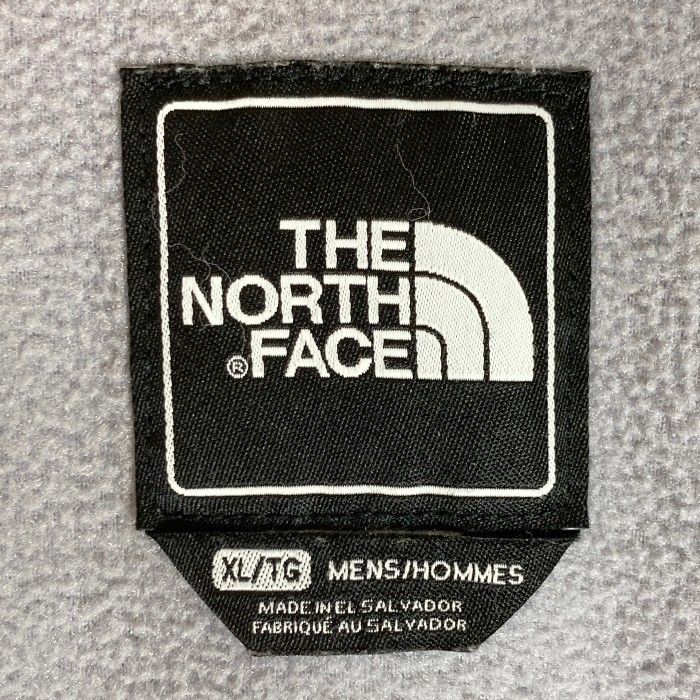 THE
NORTH
®FACE
XL/TG MENS/HOMMES
MADE IN EL SALVADOR
FABRIQUÉ AU SALVADOR